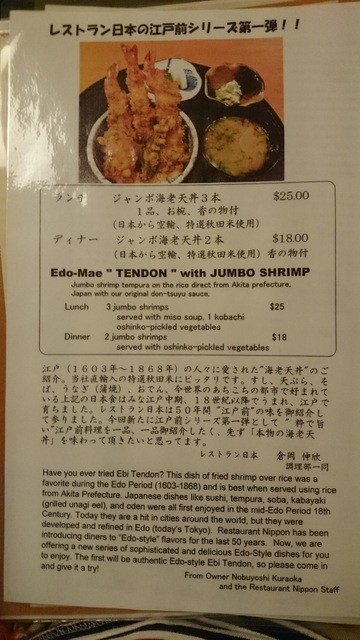 レストラン日本の江戸前シリーズ第一弾！！
ランチ ジャンボ海老天丼３本 $25.00
１品、お椀、香の物付
（日本から空輸、特選秋田米使用）
ディナー ジャンボ海老天丼２本 $18.00
（日本から空輸、特選秋田米使用）香の物付
Edo-Mae " TENDON " with JUMBO SHRIMP
Jumbo shrimp tempura on the rice direct from Akita prefecture,
Japan with our original don-tsuyu sauce.
Lunch 3 jumbo shrimps $25
served with miso soup, 1 kobachi
oshinko-pickled vegetables
Dinner 2 jumbo shrimps $18
served with oshinko-pickled vegetables
江戸（１６０３年～１８６８年）の人々に愛された"海老天丼"のご
紹介。当社直輸入の特選秋田米にピッタリです。すし、天ぷら、そ
ば、うなぎ（蒲焼）、おでん。今世界のあちこちの都市で好まれて
いる上記の日本食はみな江戸中期、１８世紀以降でうまれ、江戸で
育ちました。レストラン日本は５０年間"江戸前"の味を御紹介し
て参りました。今回新たに江戸前シリーズ第一弾として "粋で旨
い"江戸前料理を一品、一品御紹介したく、先ず「本物の海老天
丼」を味わって頂きたいと思ってます。
レストラン日本 倉岡 伸欣
調理部一同
Have you ever tried Ebi Tendon? This dish of fried shrimp over rice was a
favorite during the Edo Period (1603-1868) and is best when served using rice
from Akita Prefecture. Japanese dishes like sushi, tempura, soba, kabayaki
(grilled unagi eel), and oden were all first enjoyed in the mid-Edo Period 18th
Century. Today they are a hit in cities around the world, but they were
developed and refined in Edo (today's Tokyo). Restaurant Nippon has been
introducing diners to "Edo-style" flavors for the last 50 years. Now, we are
offering a new series of sophisticated and delicious Edo-Style dishes for you
to enjoy. The first will be authentic Edo-style Ebi Tendon, so please come in
and give it a try!
From Owner Nobuyoshi Kuraoka
and the Restaurant Nippon Staff